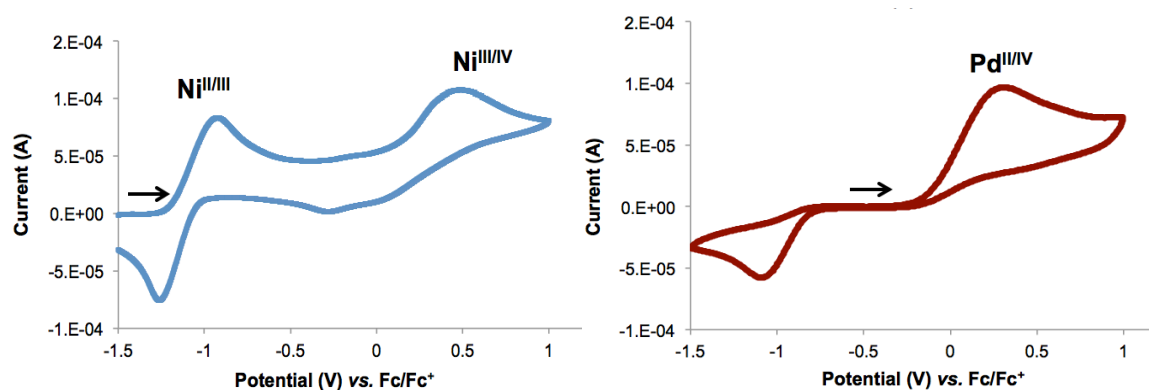 2.E-04
1.E-04
5.E-05
0.E+00
-5.E-05
-1.E-04
Current (A)
Ni^II/III
Ni^III/IV
-1.5 -1 -0.5 0 0.5 1
Potential (V) vs. Fc/Fc⁺
2.E-04
1.E-04
5.E-05
0.E+00
-5.E-05
-1.E-04
Current (A)
Pd^II/IV
-1.5 -1 -0.5 0 0.5 1
Potential (V) vs. Fc/Fc⁺